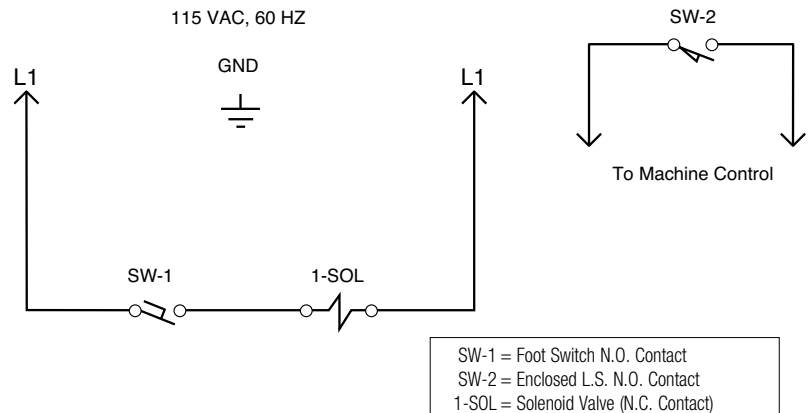 115 VAC, 60 HZ
SW-2
GND
L1
L1
To Machine Control
SW-1
1-SOL
SW-1 = Foot Switch N.O. Contact
SW-2 = Enclosed L.S. N.O. Contact
1-SOL = Solenoid Valve (N.C. Contact)